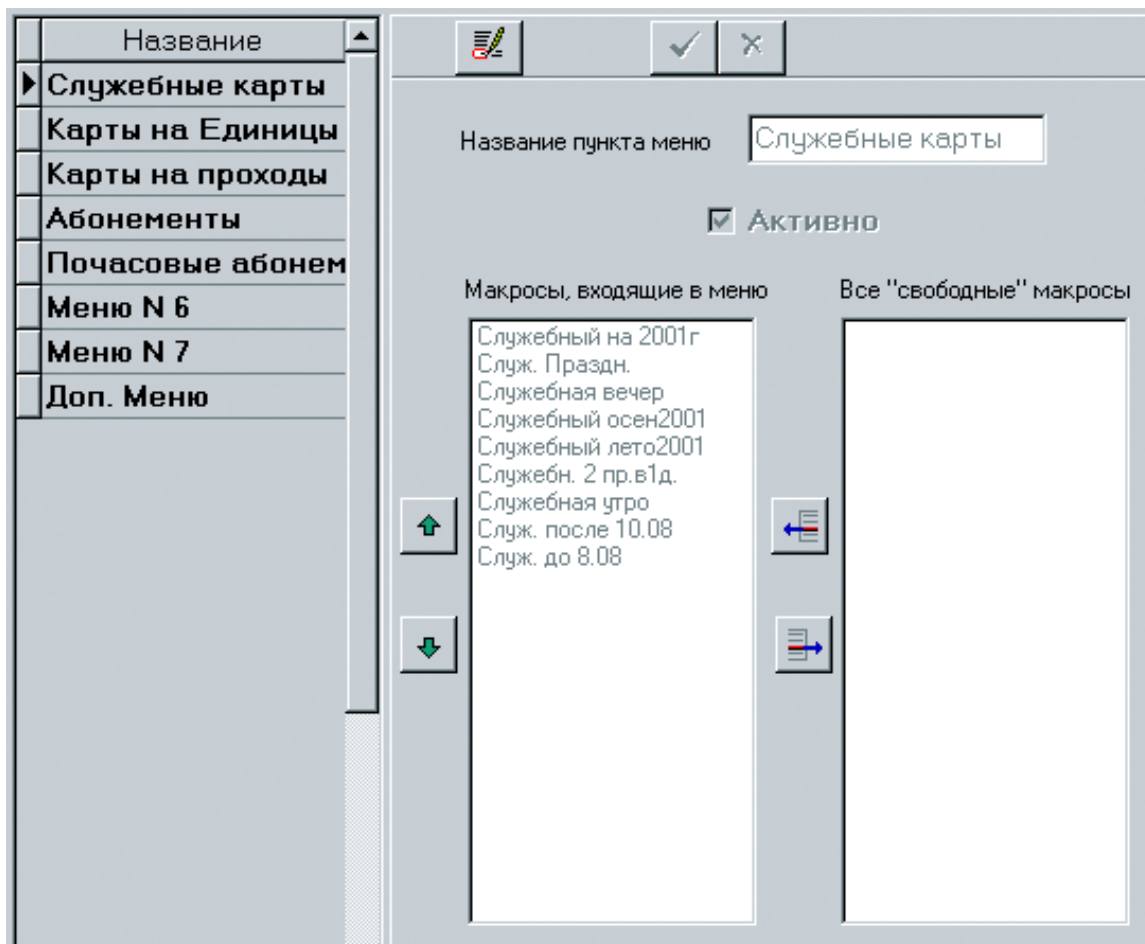 Название
Служебные карты
Карты на Единицы
Карты на проходы
Абонементы
Почасовые абонем
Меню N 6
Меню N 7
Доп. Меню
Название пункта меню
Служебные карты
Активно
Макросы, входящие в меню
Служебный на 2001г
Служ. Праздн.
Служебная вечер
Служебный осен2001
Служебный лето2001
Служебн. 2 пр.в1д.
Служебная утро
Служ. после 10.08
Служ. до 8.08
Все "свободные" макросы